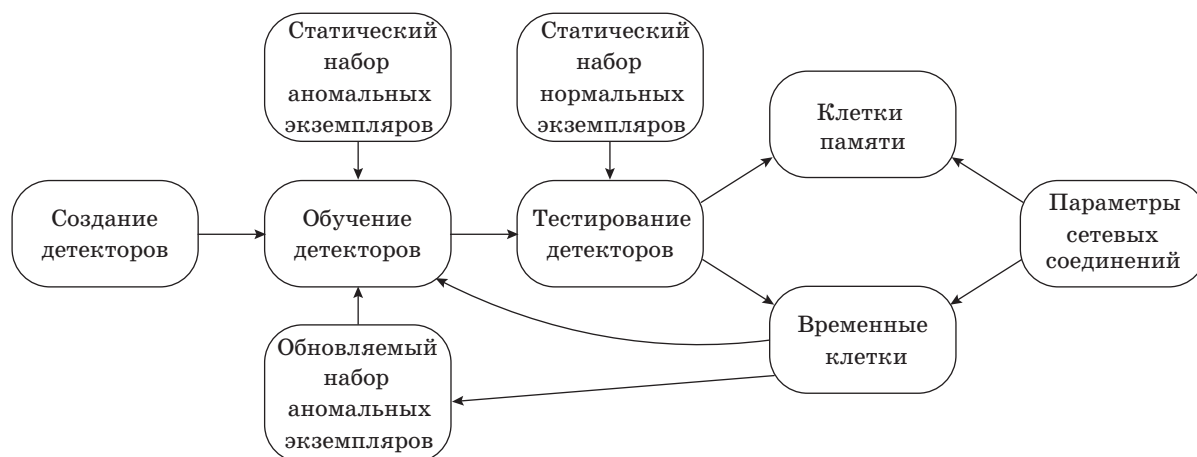 Статический
набор
аномальных
экземпляров
Статический
набор
нормальных
экземпляров
Клетки
памяти
Создание
детекторов
Обучение
детекторов
Тестирование
детекторов
Параметры
сетевых
соединений
Обновляемый
набор
аномальных
экземпляров
Временные
клетки